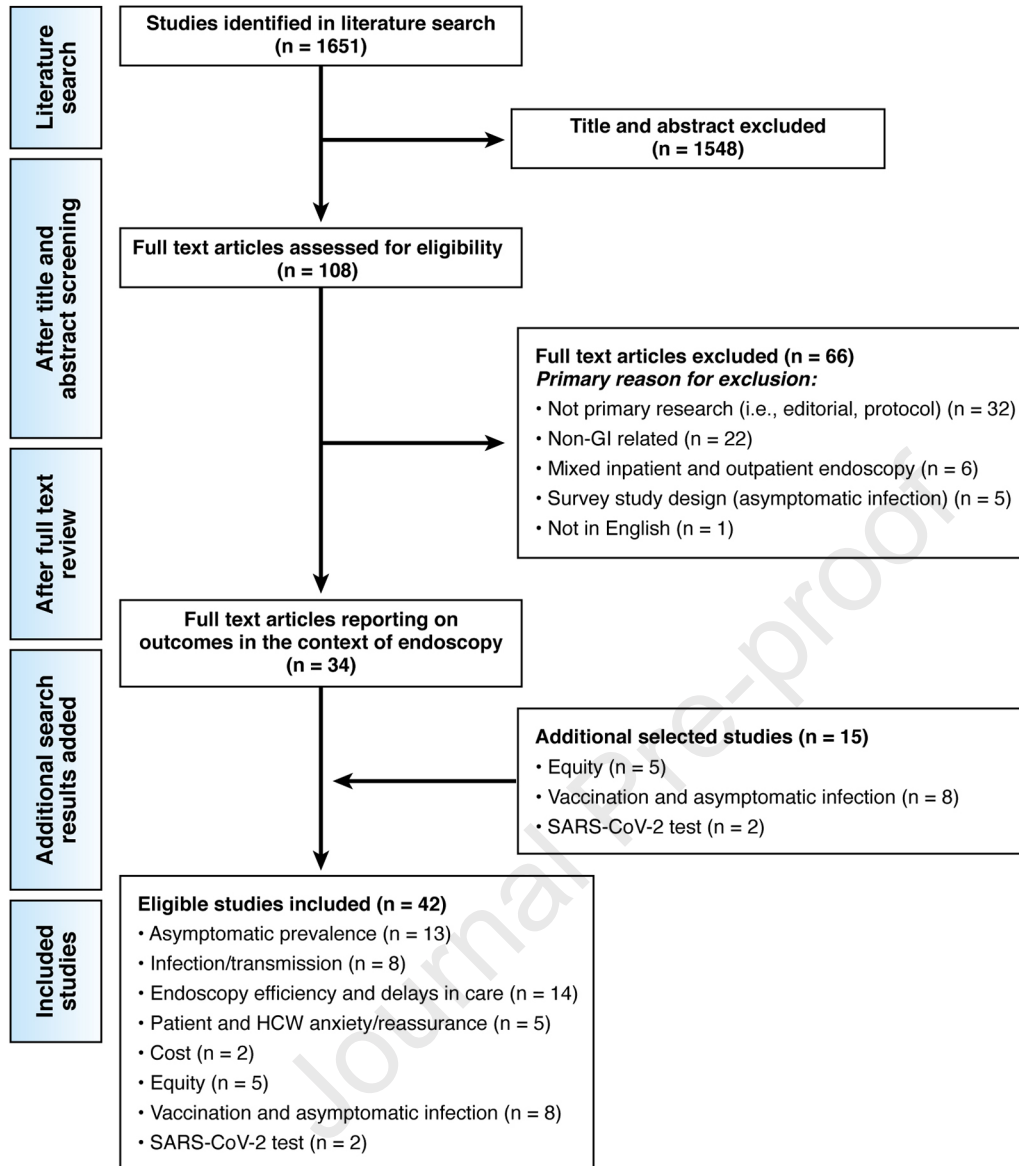 Literature
search
Studies identified in literature search
(n = 1651)
Title and abstract excluded
(n = 1548)
After title and
abstract screening
Full text articles assessed for eligibility
(n = 108)
Full text articles excluded (n = 66)
Primary reason for exclusion:
• Not primary research (i.e., editorial, protocol) (n = 32)
• Non-GI related (n = 22)
• Mixed inpatient and outpatient endoscopy (n = 6)
• Survey study design (asymptomatic infection) (n = 5)
• Not in English (n = 1)
After full text
review
Full text articles reporting on
outcomes in the context of endoscopy
(n = 34)
Additional search
results added
Additional selected studies (n = 15)
• Equity (n = 5)
• Vaccination and asymptomatic infection (n = 8)
• SARS-CoV-2 test (n = 2)
Included
studies
Eligible studies included (n = 42)
• Asymptomatic prevalence (n = 13)
• Infection/transmission (n = 8)
• Endoscopy efficiency and delays in care (n = 14)
• Patient and HCW anxiety/reassurance (n = 5)
• Cost (n = 2)
• Equity (n = 5)
• Vaccination and asymptomatic infection (n = 8)
• SARS-CoV-2 test (n = 2)
Journal Pre-proof